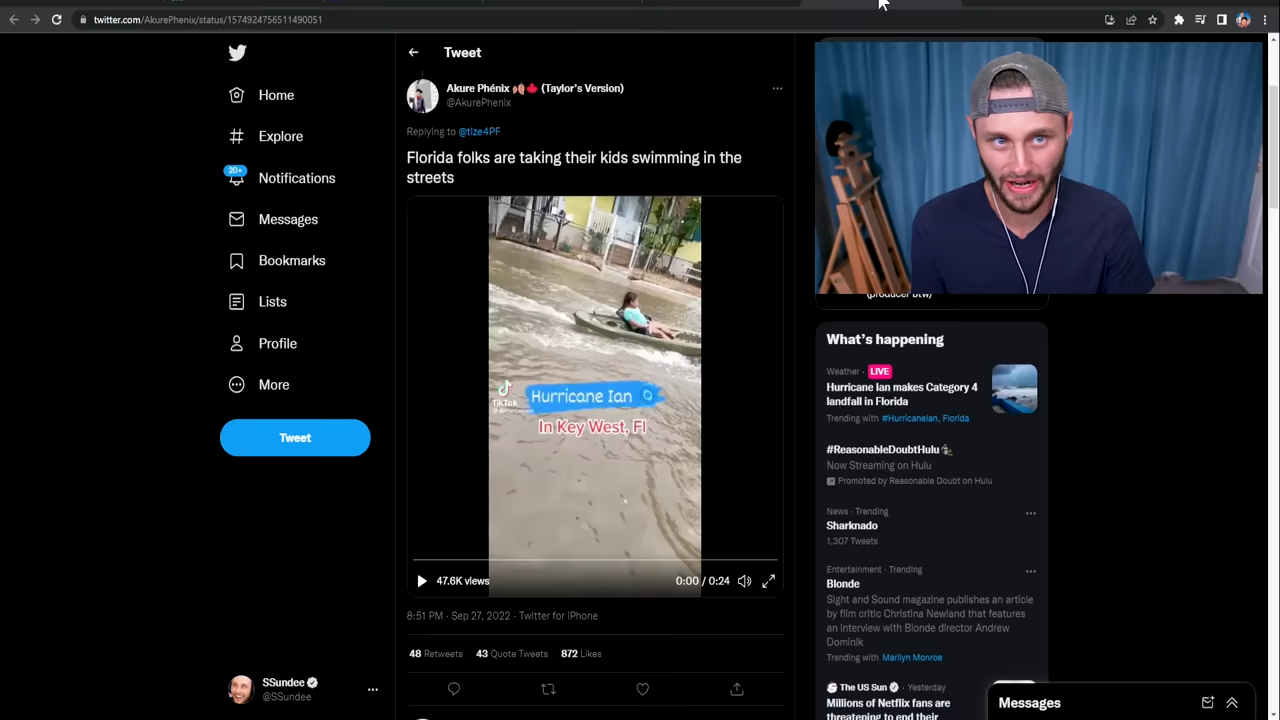 twitter.com/AkurePhenix/status/1574924756511490051
Home
Explore
20+
Notifications
Messages
Bookmarks
Lists
Profile
More
Tweet
SSundee
@SSundee
Tweet
Akure Phénix 🍂🍁 (Taylor's Version)
@AkurePhenix
Replying to @tize4PF
Florida folks are taking their kids swimming in the
streets
TikTok
Hurricane Ian 🌀
In Key West, Fl
47.6K views
0:00 / 0:24
8:51 PM · Sep 27, 2022 · Twitter for iPhone
48 Retweets 43 Quote Tweets 872 Likes
(producer btw)
What's happening
Weather · LIVE
Hurricane Ian makes Category 4
landfall in Florida
Trending with #HurricaneIan, Florida
#ReasonableDoubtHulu
Now Streaming on Hulu
Promoted by Reasonable Doubt on Hulu
News · Trending
Sharknado
1,307 Tweets
Entertainment · Trending
Blonde
Sight and Sound magazine publishes an article
by film critic Christina Newland that features
an interview with Blonde director Andrew
Dominik
Trending with Marilyn Monroe
The US Sun · Yesterday
Millions of Netflix fans are
threatening to end their
Messages